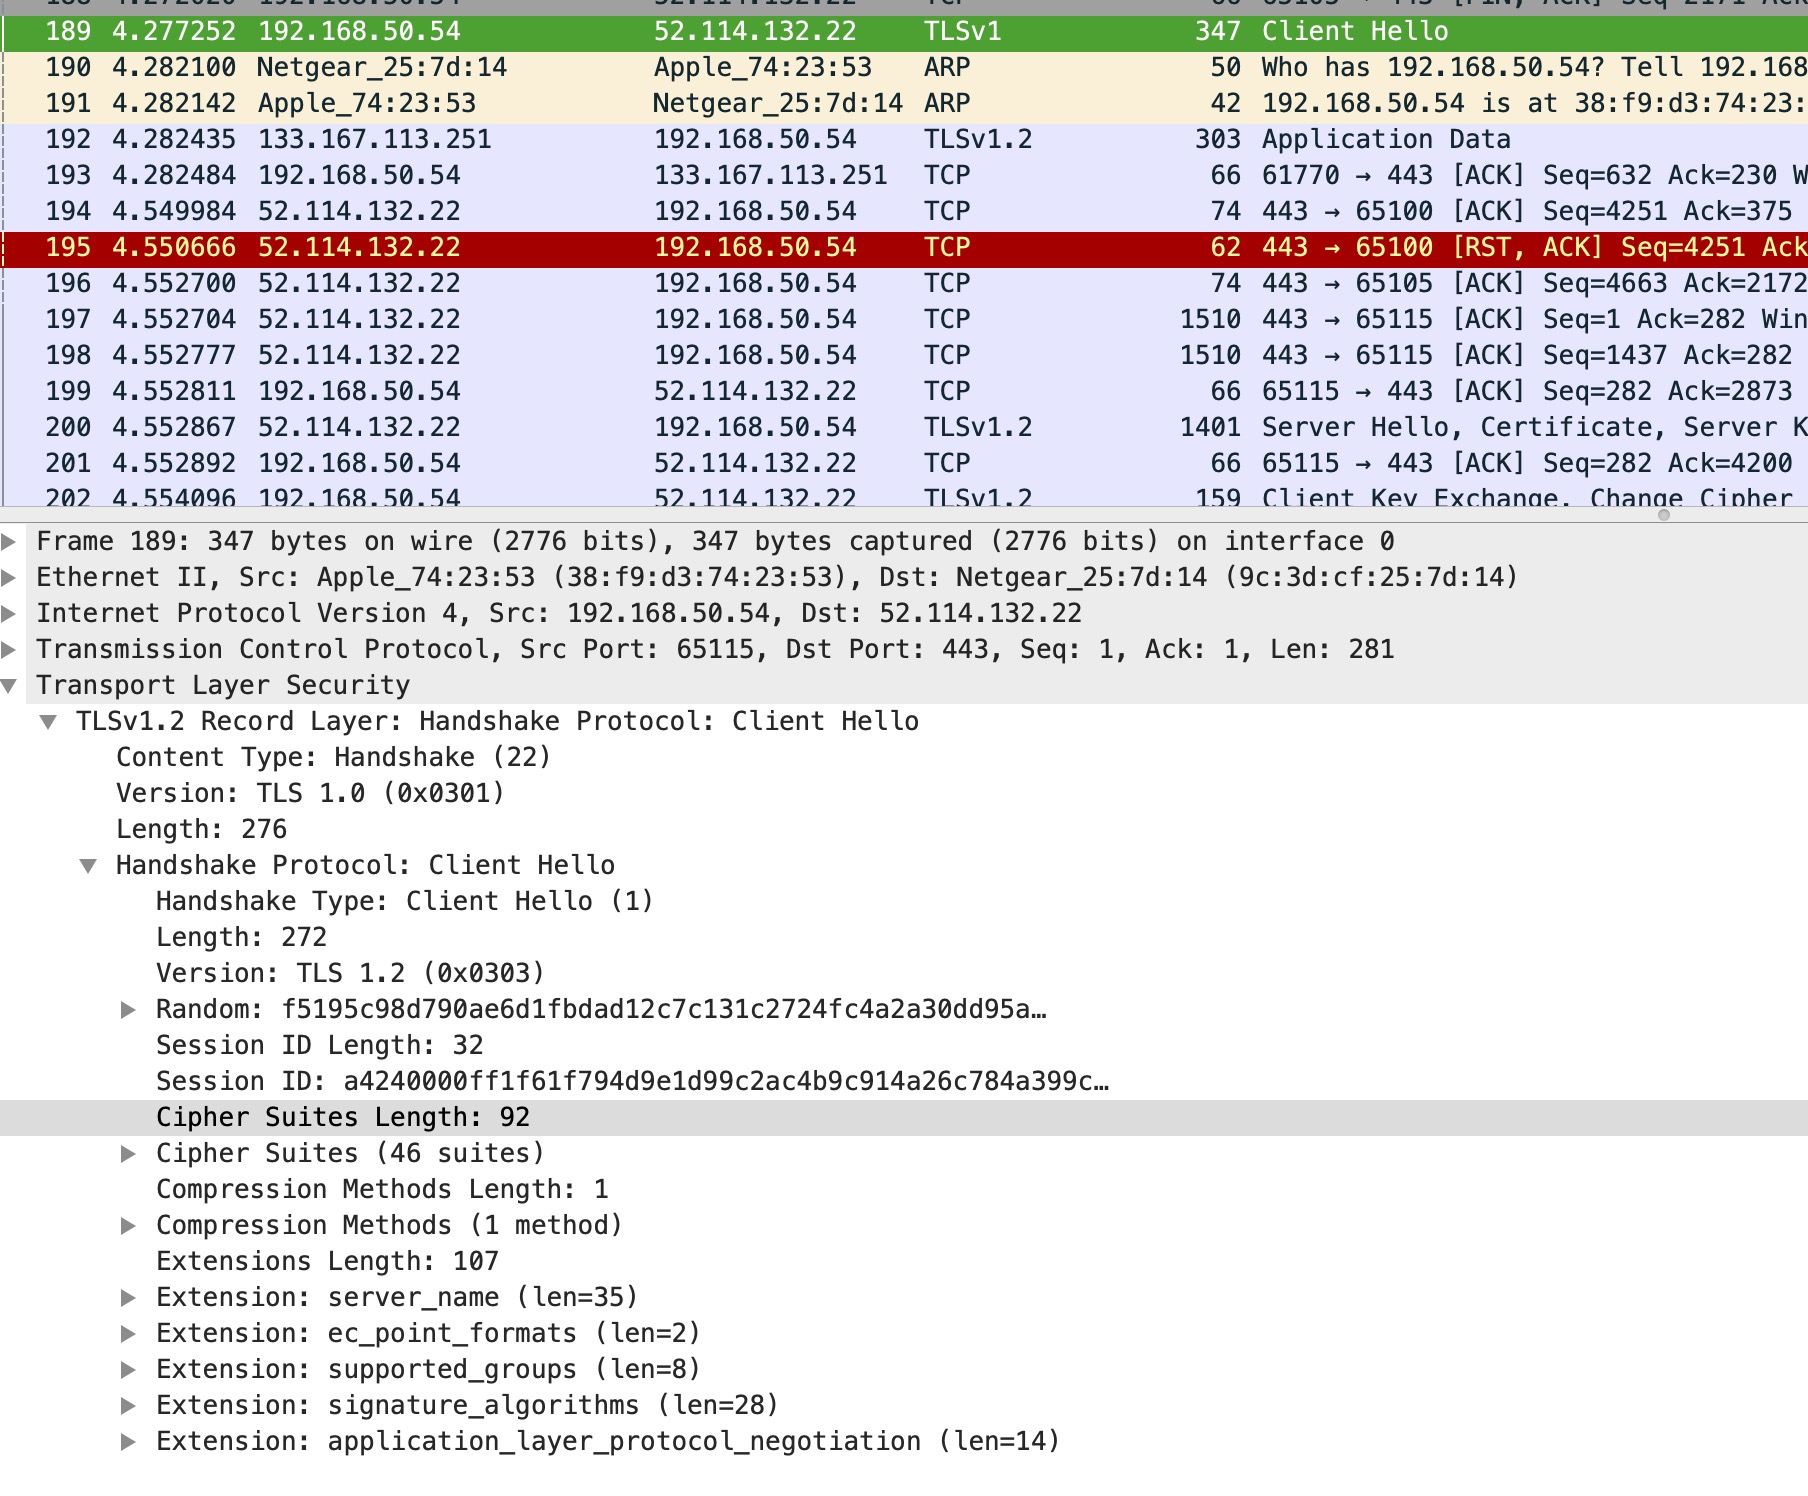 189 4.277252 192.168.50.54 52.114.132.22 TLSv1 347 Client Hello
190 4.282100 Netgear_25:7d:14 Apple_74:23:53 ARP 50 Who has 192.168.50.54? Tell 192.168
191 4.282142 Apple_74:23:53 Netgear_25:7d:14 ARP 42 192.168.50.54 is at 38:f9:d3:74:23:
192 4.282435 133.167.113.251 192.168.50.54 TLSv1.2 303 Application Data
193 4.282484 192.168.50.54 133.167.113.251 TCP 66 61770 → 443 [ACK] Seq=632 Ack=230 W
194 4.549984 52.114.132.22 192.168.50.54 TCP 74 443 → 65100 [ACK] Seq=4251 Ack=375
195 4.550666 52.114.132.22 192.168.50.54 TCP 62 443 → 65100 [RST, ACK] Seq=4251 Ack
196 4.552700 52.114.132.22 192.168.50.54 TCP 74 443 → 65105 [ACK] Seq=4663 Ack=2172
197 4.552704 52.114.132.22 192.168.50.54 TCP 1510 443 → 65115 [ACK] Seq=1 Ack=282 Win
198 4.552777 52.114.132.22 192.168.50.54 TCP 1510 443 → 65115 [ACK] Seq=1437 Ack=282
199 4.552811 192.168.50.54 52.114.132.22 TCP 66 65115 → 443 [ACK] Seq=282 Ack=2873
200 4.552867 52.114.132.22 192.168.50.54 TLSv1.2 1401 Server Hello, Certificate, Server K
201 4.552892 192.168.50.54 52.114.132.22 TCP 66 65115 → 443 [ACK] Seq=282 Ack=4200
202 4.554096 192.168.50.54 52.114.132.22 TLSv1.2 159 Client Key Exchange, Change Cipher
Frame 189: 347 bytes on wire (2776 bits), 347 bytes captured (2776 bits) on interface 0
Ethernet II, Src: Apple_74:23:53 (38:f9:d3:74:23:53), Dst: Netgear_25:7d:14 (9c:3d:cf:25:7d:14)
Internet Protocol Version 4, Src: 192.168.50.54, Dst: 52.114.132.22
Transmission Control Protocol, Src Port: 65115, Dst Port: 443, Seq: 1, Ack: 1, Len: 281
Transport Layer Security
TLSv1.2 Record Layer: Handshake Protocol: Client Hello
Content Type: Handshake (22)
Version: TLS 1.0 (0x0301)
Length: 276
Handshake Protocol: Client Hello
Handshake Type: Client Hello (1)
Length: 272
Version: TLS 1.2 (0x0303)
Random: f5195c98d790ae6d1fbdad12c7c131c2724fc4a2a30dd95a…
Session ID Length: 32
Session ID: a4240000ff1f61f794d9e1d99c2ac4b9c914a26c784a399c…
Cipher Suites Length: 92
Cipher Suites (46 suites)
Compression Methods Length: 1
Compression Methods (1 method)
Extensions Length: 107
Extension: server_name (len=35)
Extension: ec_point_formats (len=2)
Extension: supported_groups (len=8)
Extension: signature_algorithms (len=28)
Extension: application_layer_protocol_negotiation (len=14)